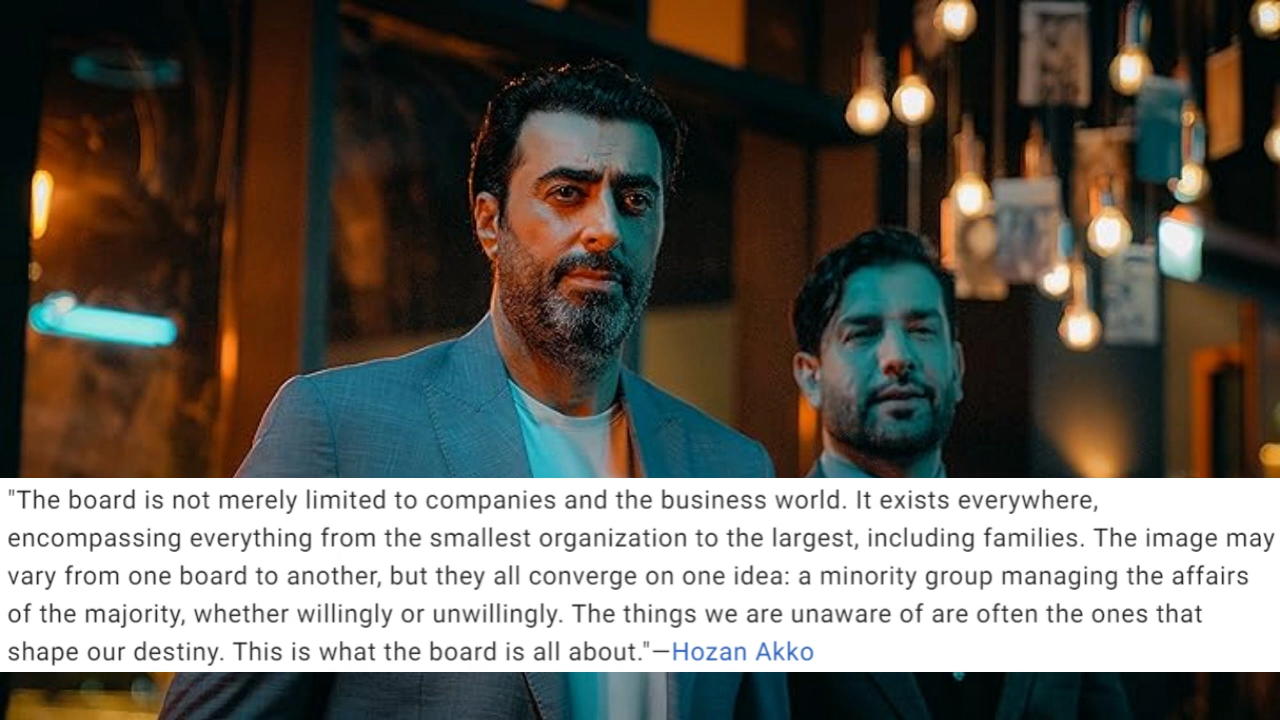 "The board is not merely limited to companies and the business world. It exists everywhere,
encompassing everything from the smallest organization to the largest, including families. The image may
vary from one board to another, but they all converge on one idea: a minority group managing the affairs
of the majority, whether willingly or unwillingly. The things we are unaware of are often the ones that
shape our destiny. This is what the board is all about."—Hozan Akko